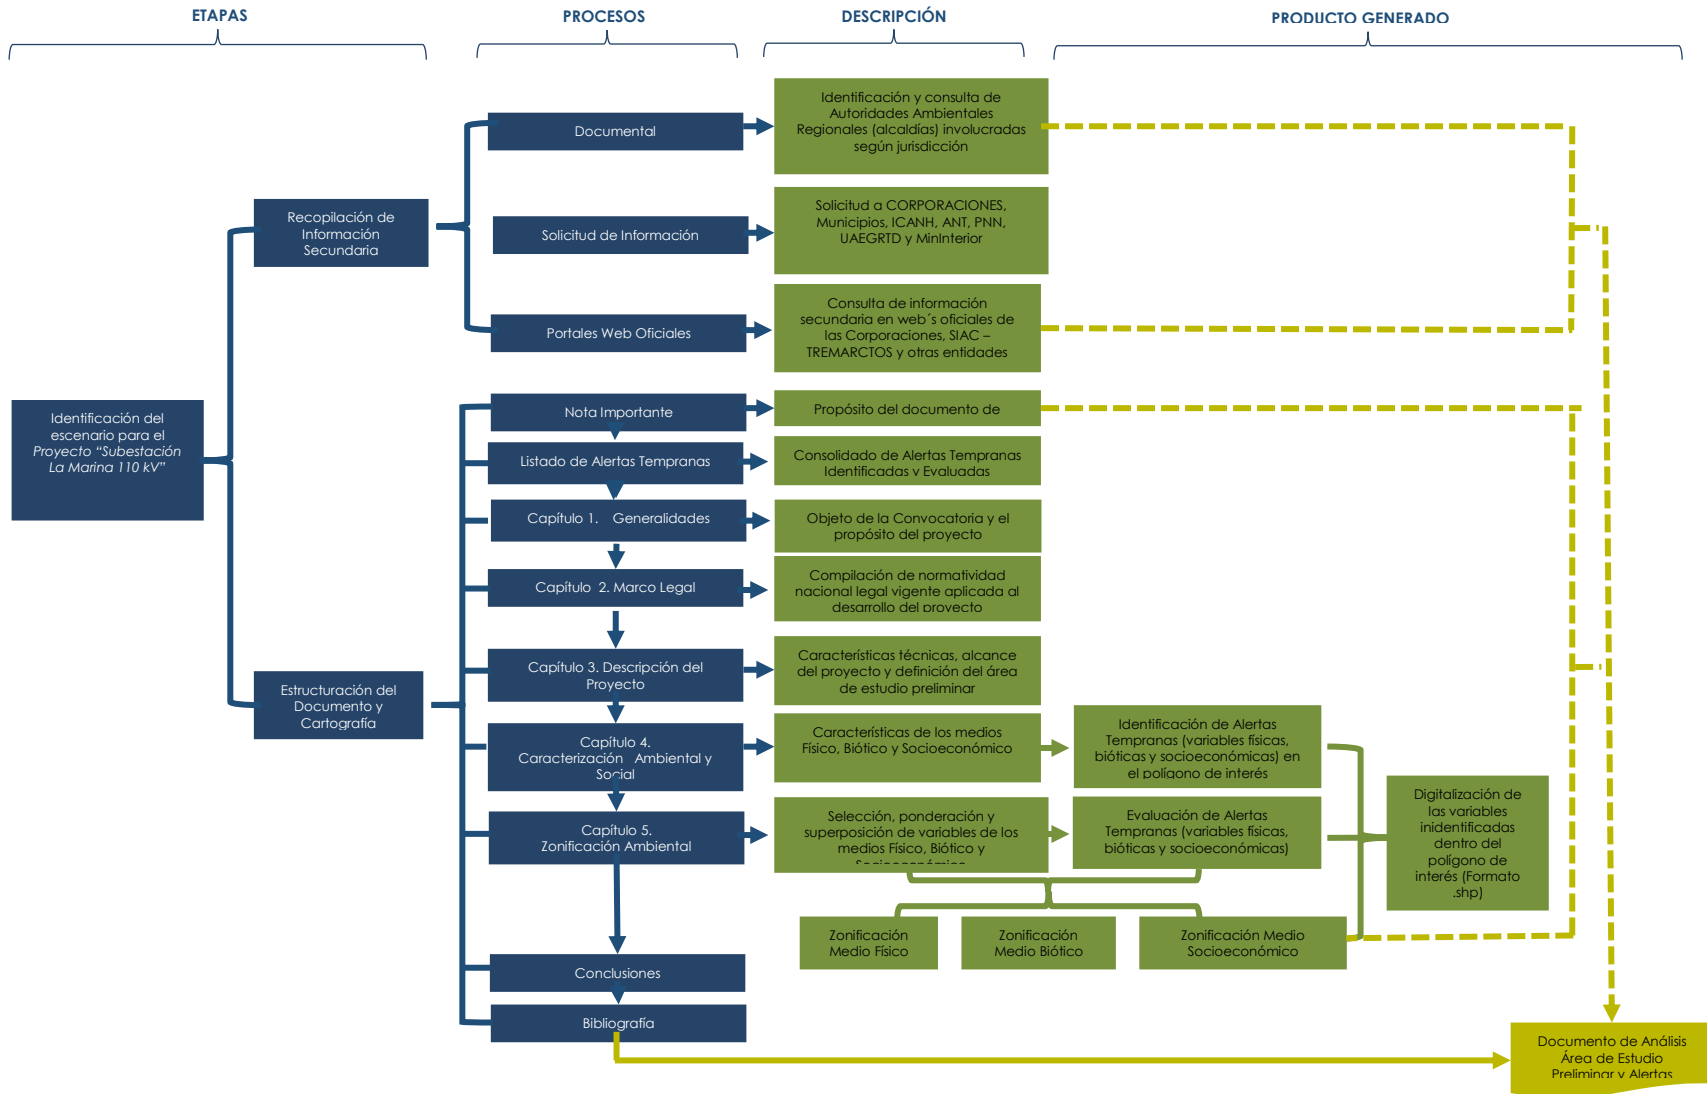 ETAPAS
PROCESOS
DESCRIPCIÓN
PRODUCTO GENERADO
Identificación del
escenario para el
Proyecto “Subestación
La Marina 110 kV”
Recopilación de
Información
Secundaria
Estructuración del
Documento y
Cartografía
Documental
Solicitud de Información
Portales Web Oficiales
Nota Importante
Listado de Alertas Tempranas
Capítulo 1. Generalidades
Capítulo 2. Marco Legal
Capítulo 3. Descripción del
Proyecto
Capítulo 4.
Caracterización Ambiental y
Social
Capítulo 5.
Zonificación Ambiental
Conclusiones
Bibliografía
Identificación y consulta de
Autoridades Ambientales
Regionales (alcaldías) involucradas
según jurisdicción
Solicitud a CORPORACIONES,
Municipios, ICANH, ANT, PNN,
UAEGRTD y MinInterior
Consulta de información
secundaria en web´s oficiales de
las Corporaciones, SIAC –
TREMARCTOS y otras entidades
Propósito del documento de
Consolidado de Alertas Tempranas
Identificadas y Evaluadas
Objeto de la Convocatoria y el
propósito del proyecto
Compilación de normatividad
nacional legal vigente aplicada al
desarrollo del proyecto
Características técnicas, alcance
del proyecto y definición del área
de estudio preliminar
Características de los medios
Físico, Biótico y Socioeconómico
Selección, ponderación y
superposición de variables de los
medios Físico, Biótico y
Socioeconómico
Identificación de Alertas
Tempranas (variables físicas,
bióticas y socioeconómicas) en
el polígono de interés
Evaluación de Alertas
Tempranas (variables físicas,
bióticas y socioeconómicas)
Digitalización de
las variables
inidentificadas
dentro del
polígono de
interés (Formato
.shp)
Zonificación
Medio Físico
Zonificación
Medio Biótico
Zonificación Medio
Socioeconómico
Documento de Análisis
Área de Estudio
Preliminar y Alertas